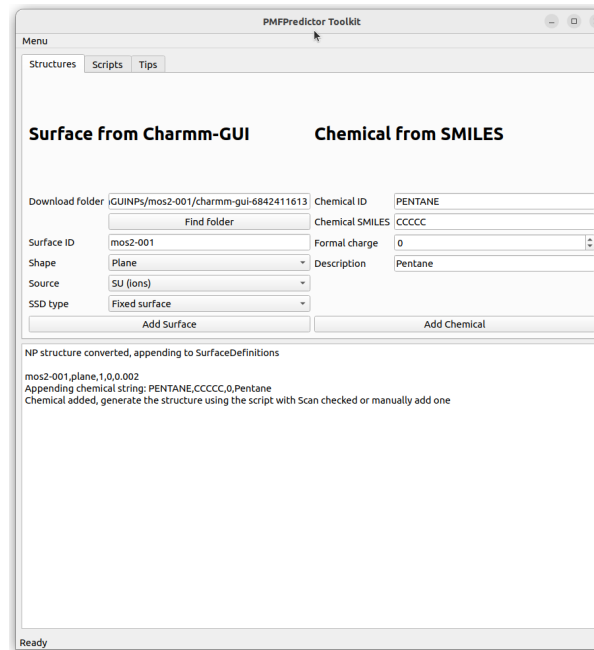 PMFPredictor Toolkit
Menu
Structures Scripts Tips
Surface from Charmm-GUI Chemical from SMILES
Download folder GUINPs/mos2-001/charmm-gui-6842411613 Chemical ID PENTANE
Find folder Chemical SMILES CCCCC
Surface ID mos2-001 Formal charge 0
Shape Plane Description Pentane
Source SU (ions)
SSD type Fixed surface
Add Surface Add Chemical
NP structure converted, appending to SurfaceDefinitions
mos2-001,plane,1,0,0.002
Appending chemical string: PENTANE,CCCCC,0,Pentane
Chemical added, generate the structure using the script with Scan checked or manually add one
Ready